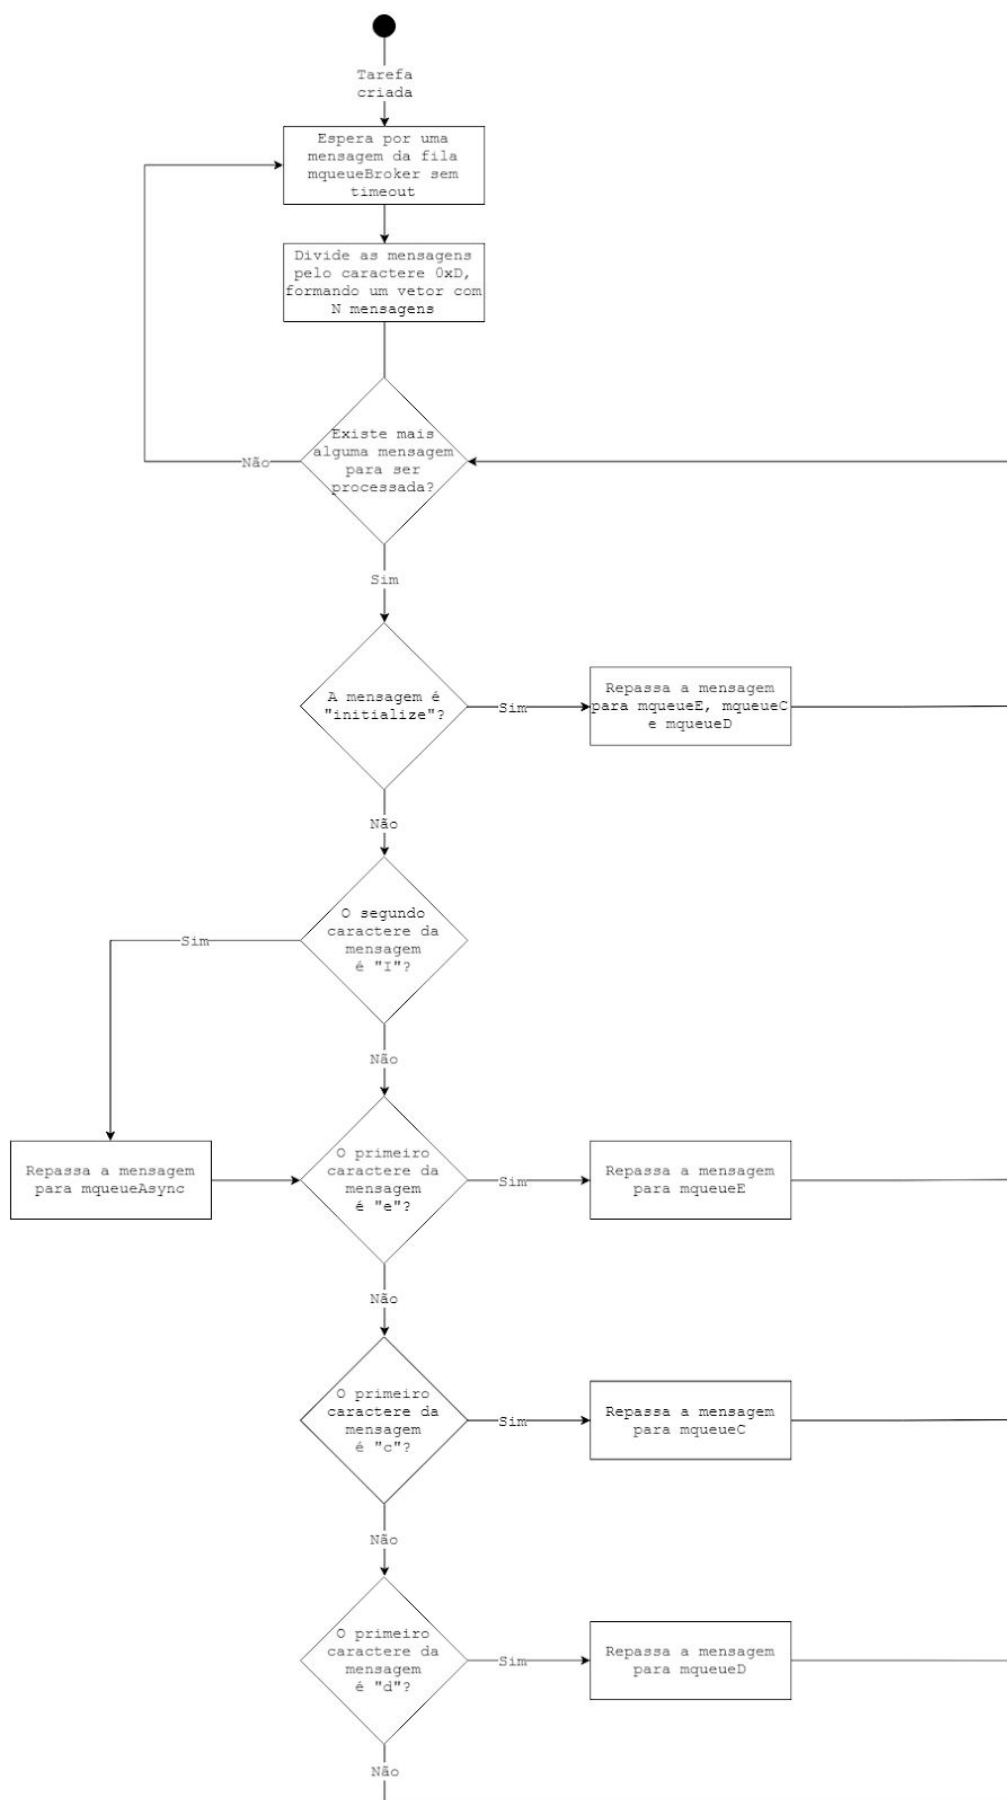 Tarefa
criada
Espera por uma
mensagem da fila
mqueueBroker sem
timeout
Divide as mensagens
pelo caractere 0xD,
formando um vetor com
N mensagens
Existe mais
alguma mensagem
para ser
processada?
Não
Sim
A mensagem é
"initialize"?
Sim
Repassa a mensagem
para mqueueE, mqueueC
e mqueueD
Não
O segundo
caractere da
mensagem
é "I"?
Sim
Não
Repassa a mensagem
para mqueueAsync
O primeiro
caractere da
mensagem
é "e"?
Sim
Repassa a mensagem
para mqueueE
Não
O primeiro
caractere da
mensagem
é "c"?
Sim
Repassa a mensagem
para mqueueC
Não
O primeiro
caractere da
mensagem
é "d"?
Sim
Repassa a mensagem
para mqueueD
Não